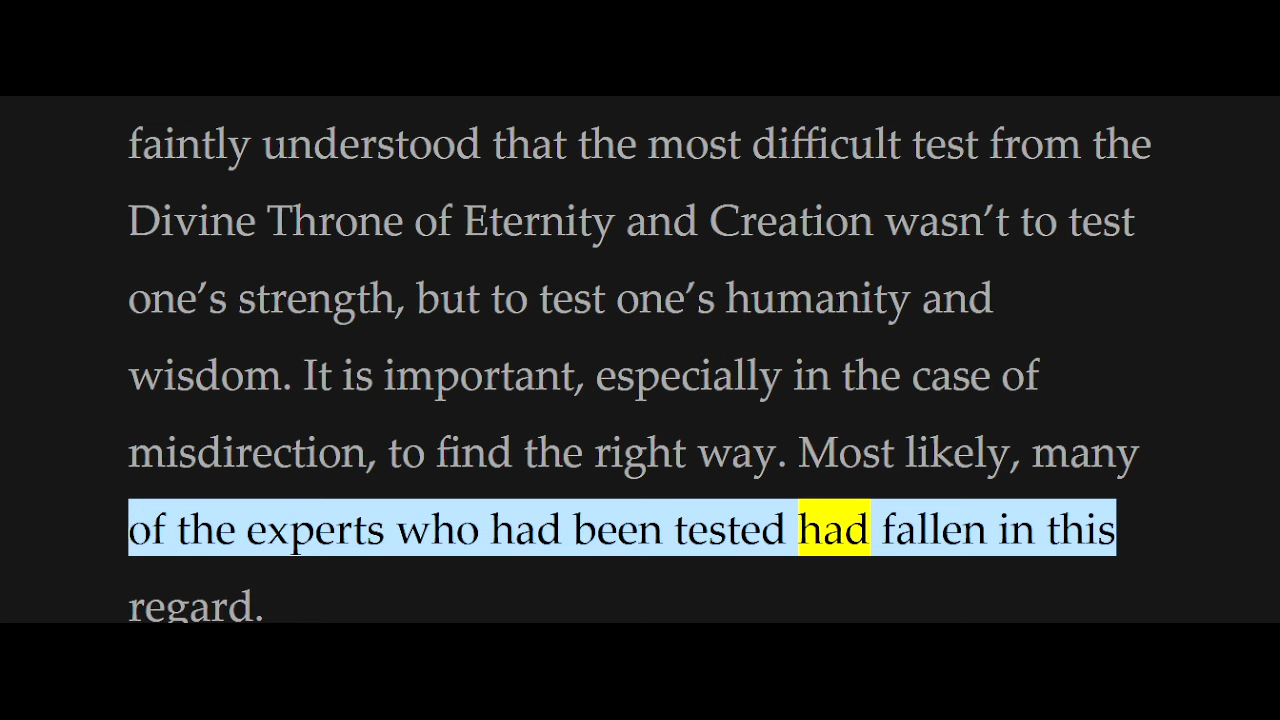 faintly understood that the most difficult test from the
Divine Throne of Eternity and Creation wasn’t to test
one’s strength, but to test one’s humanity and
wisdom. It is important, especially in the case of
misdirection, to find the right way. Most likely, many
of the experts who had been tested had fallen in this
regard.